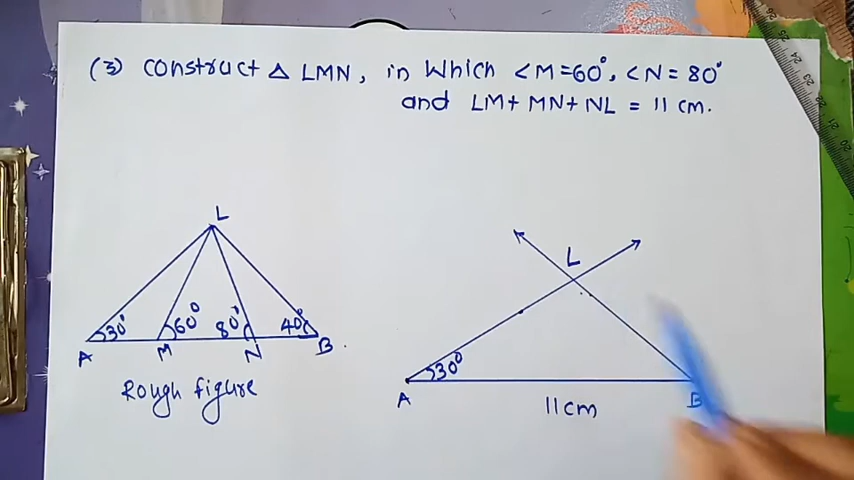 (3) construct Δ LMN, in which ∠M=60°, ∠N = 80°
and LM+ MN+ NL = 11 cm.
L
30°
60°
80°
40°
A
M
N
B
Rough figure
L
30°
A
11cm
B